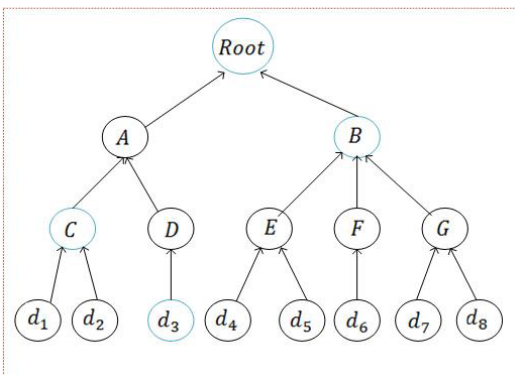 Root
A B
C D E F G
d₁ d₂ d₃ d₄ d₅ d₆ d₇ d₈